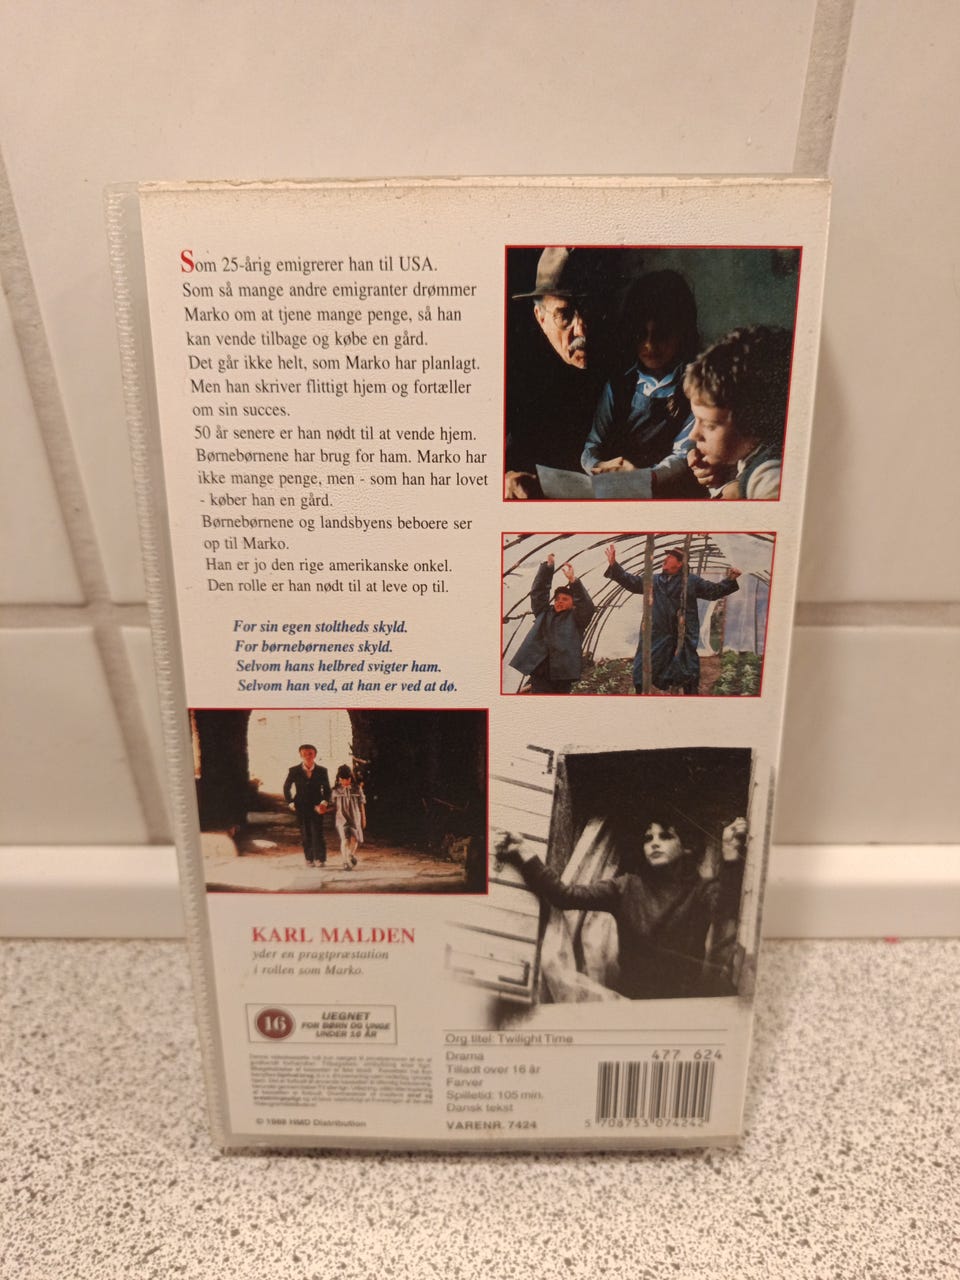 Som 25-årig emigrerer han til USA.
Som så mange andre emigranter drømmer
Marko om at tjene mange penge, så han
kan vende tilbage og købe en gård.
Det går ikke helt, som Marko har planlagt.
Men han skriver flittigt hjem og fortæller
om sin succes.
50 år senere er han nødt til at vende hjem.
Børnebørnene har brug for ham. Marko har
ikke mange penge, men - som han har lovet
- køber han en gård.
Børnebørnene og landsbyens beboere ser
op til Marko.
Han er jo den rige amerikanske onkel.
Den rolle er han nødt til at leve op til.
For sin egen stoltheds skyld.
For børnebørnenes skyld.
Selvom hans helbred svigter ham.
Selvom han ved, at han er ved at dø.
KARL MALDEN
yder en pragtpræstation
i rollen som Marko.
16
UEGNET
FOR BØRN OG UNGE
UNDER 16 ÅR
© 1988 HMD Distribution
Org.titel: Twilight Time
Drama
Tilladt over 16 år
Farver
Spilletid: 105 min.
Dansk tekst
VARENR. 7424
477 624
5 708753 074242